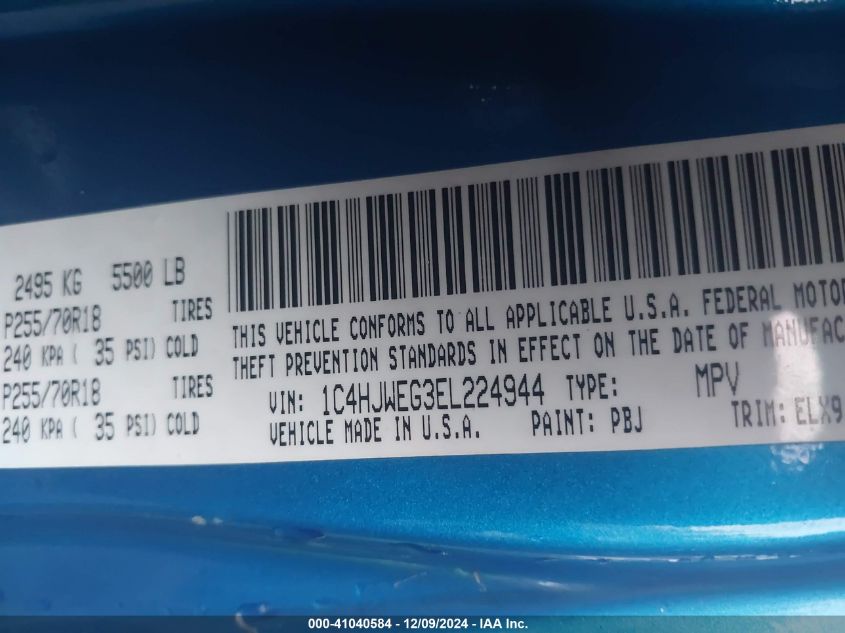 2495 KG 5500 LB
P255/70R18 TIRES
240 KPA ( 35 PSI) COLD
P255/70R18 TIRES
240 KPA ( 35 PSI) COLD
THIS VEHICLE CONFORMS TO ALL APPLICABLE U.S.A. FEDERAL MOTOR
THEFT PREVENTION STANDARDS IN EFFECT ON THE DATE OF MANUFAC
VIN: 1C4HJWEG3EL224944 TYPE: MPV
VEHICLE MADE IN U.S.A. PAINT: PBJ TRIM: ELX9
000-41040584 - 12/09/2024 - IAA Inc.